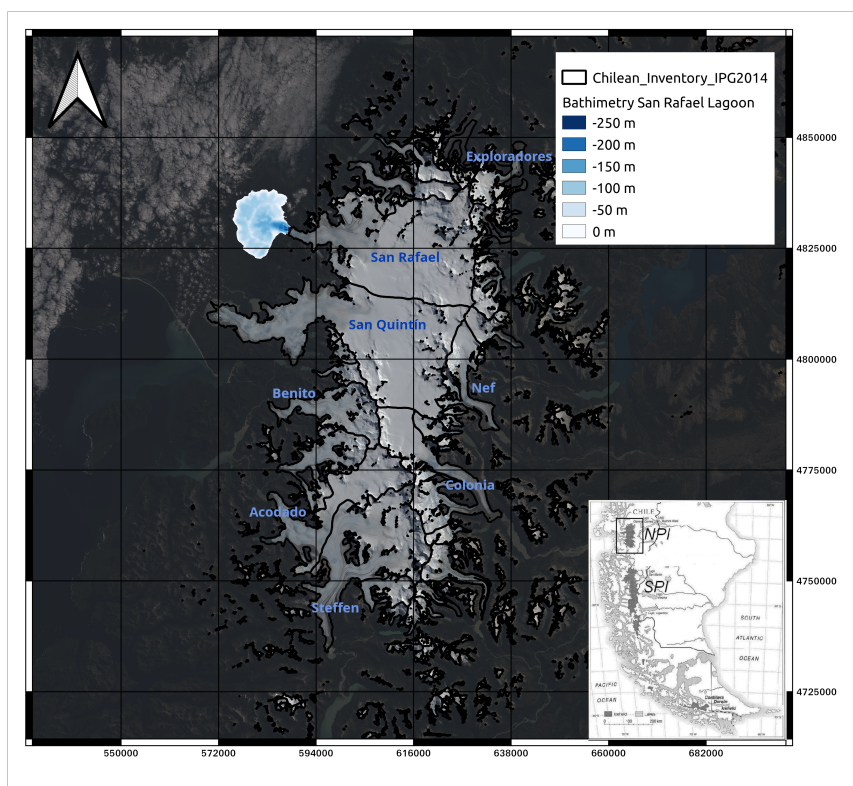 Chilean_Inventory_IPG2014
Bathimetry San Rafael Lagoon
-250 m
-200 m
-150 m
-100 m
-50 m
0 m
Exploradores
San Rafael
San Quintín
Benito
Nef
Colonia
Acodado
Steffen
4850000
4825000
4800000
4775000
4750000
4725000
550000
572000
594000
616000
638000
660000
682000
CHILE
NPI
SPI
SOUTH
ATLANTIC
OCEAN
PACIFIC
OCEAN
Cordillera
Darwin